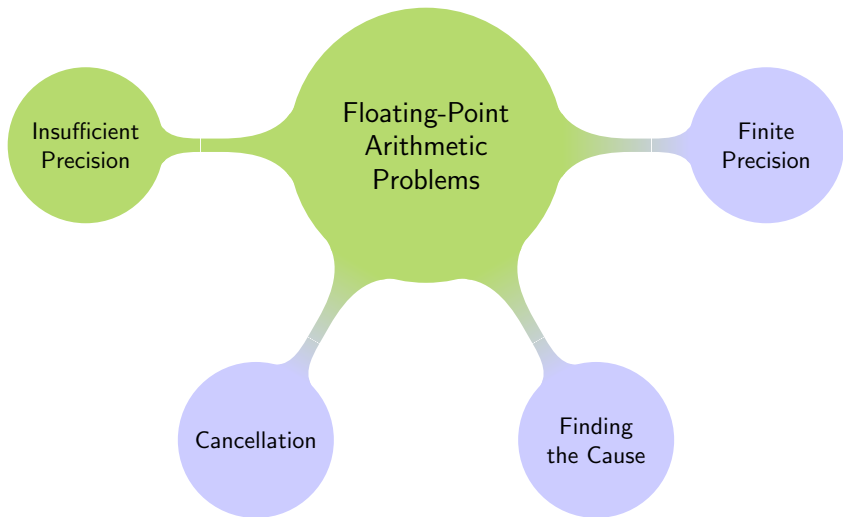 Floating-Point
Arithmetic
Problems
Insufficient
Precision
Finite
Precision
Cancellation
Finding
the Cause